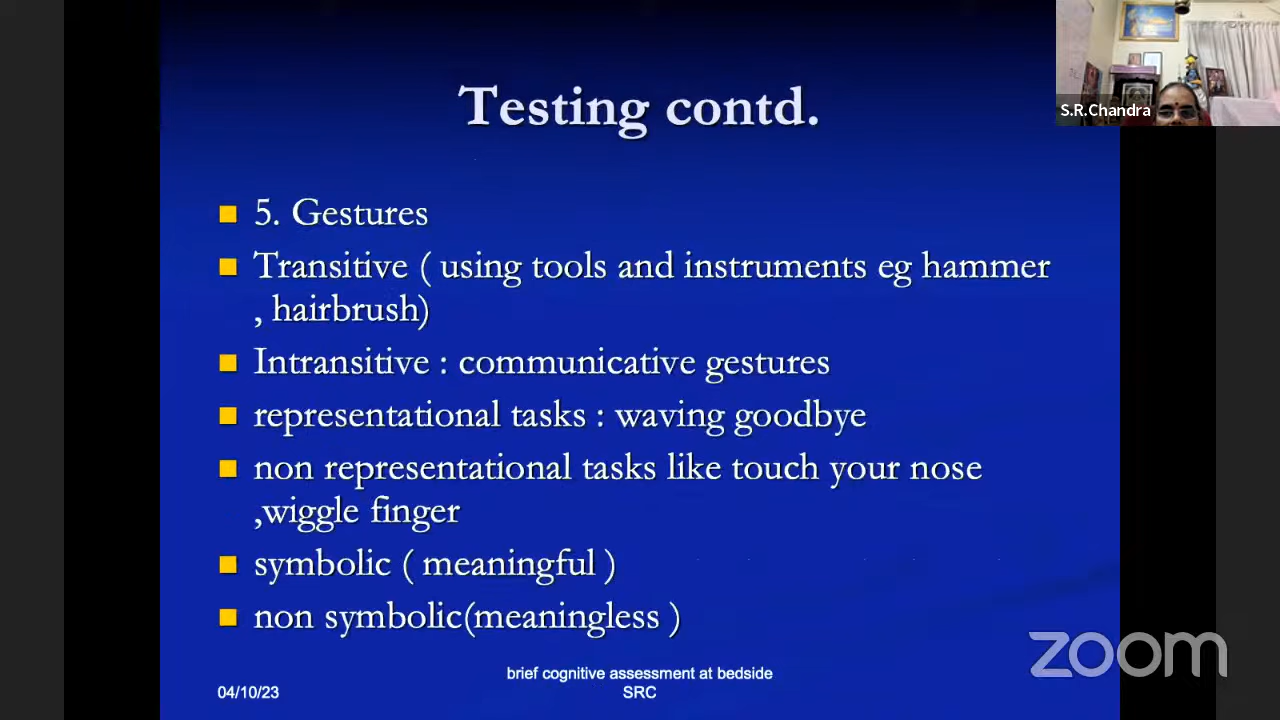 Testing contd.
S.R.Chandra
5. Gestures
Transitive ( using tools and instruments eg hammer
, hairbrush)
Intransitive : communicative gestures
representational tasks : waving goodbye
non representational tasks like touch your nose
,wiggle finger
symbolic ( meaningful )
non symbolic(meaningless )
zoom
04/10/23
brief cognitive assessment at bedside
SRC